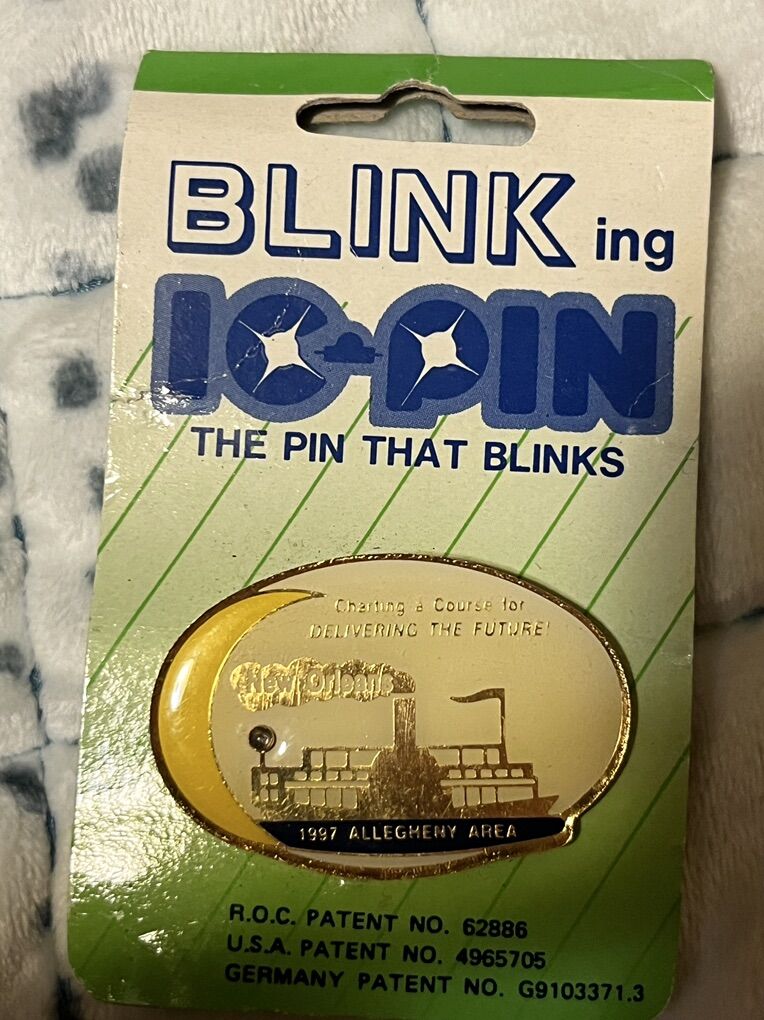 BLINK ing
IC-PIN
THE PIN THAT BLINKS
Charting a Course for
DELIVERING THE FUTURE!
New Orleans
1997 ALLEGHENY AREA
R.O.C. PATENT NO. 62886
U.S.A. PATENT NO. 4965705
GERMANY PATENT NO. G9103371.3